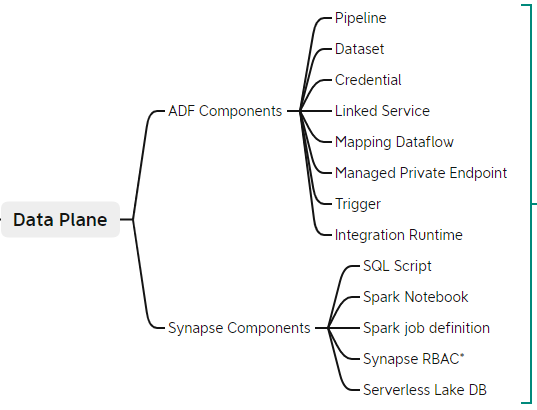 Data Plane
ADF Components
Pipeline
Dataset
Credential
Linked Service
Mapping Dataflow
Managed Private Endpoint
Trigger
Integration Runtime
Synapse Components
SQL Script
Spark Notebook
Spark job definition
Synapse RBAC*
Serverless Lake DB